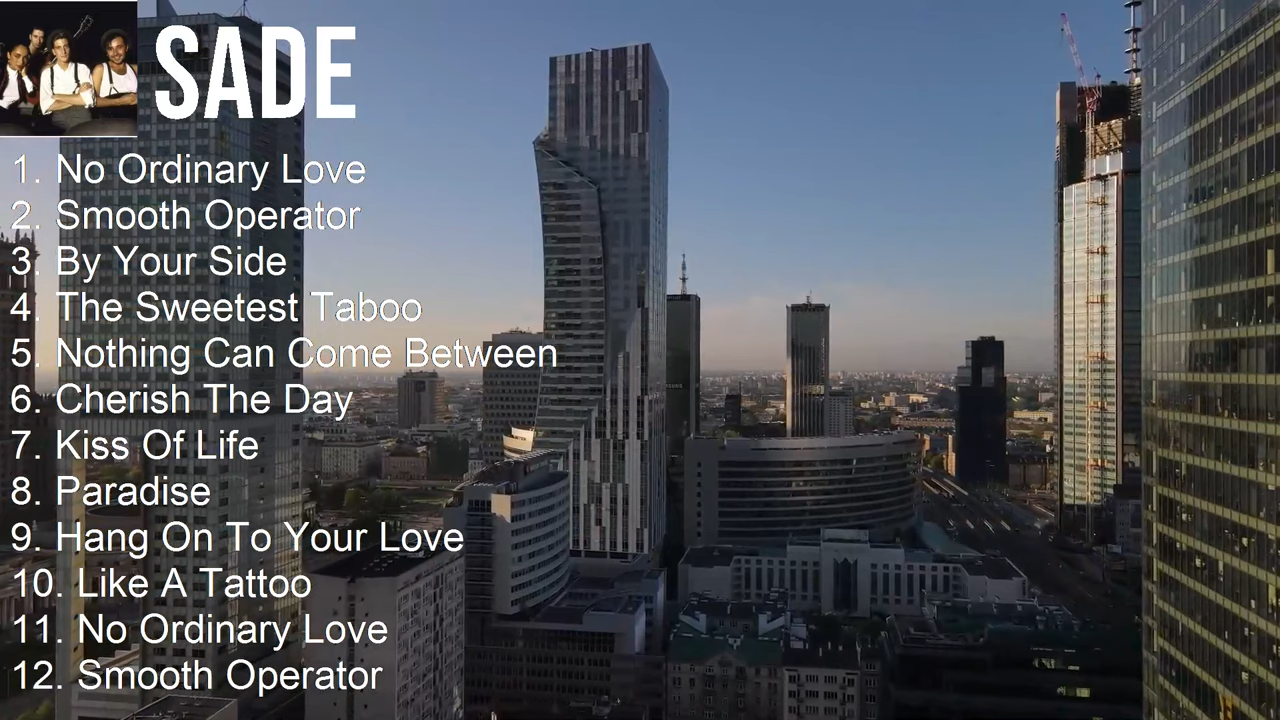 SADE
1. No Ordinary Love
2. Smooth Operator
3. By Your Side
4. The Sweetest Taboo
5. Nothing Can Come Between
6. Cherish The Day
7. Kiss Of Life
8. Paradise
9. Hang On To Your Love
10. Like A Tattoo
11. No Ordinary Love
12. Smooth Operator